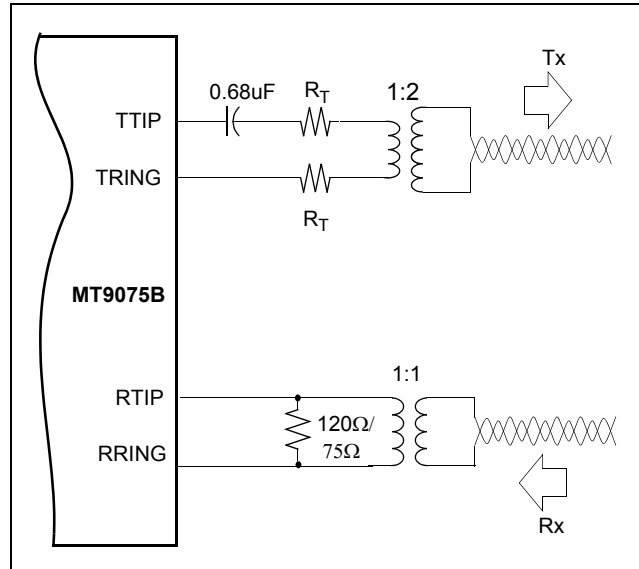 Tx
0.68uF
R_T
1:2
TTIP
TRING
R_T
MT9075B
1:1
RTIP
120Ω/
75Ω
RRING
Rx